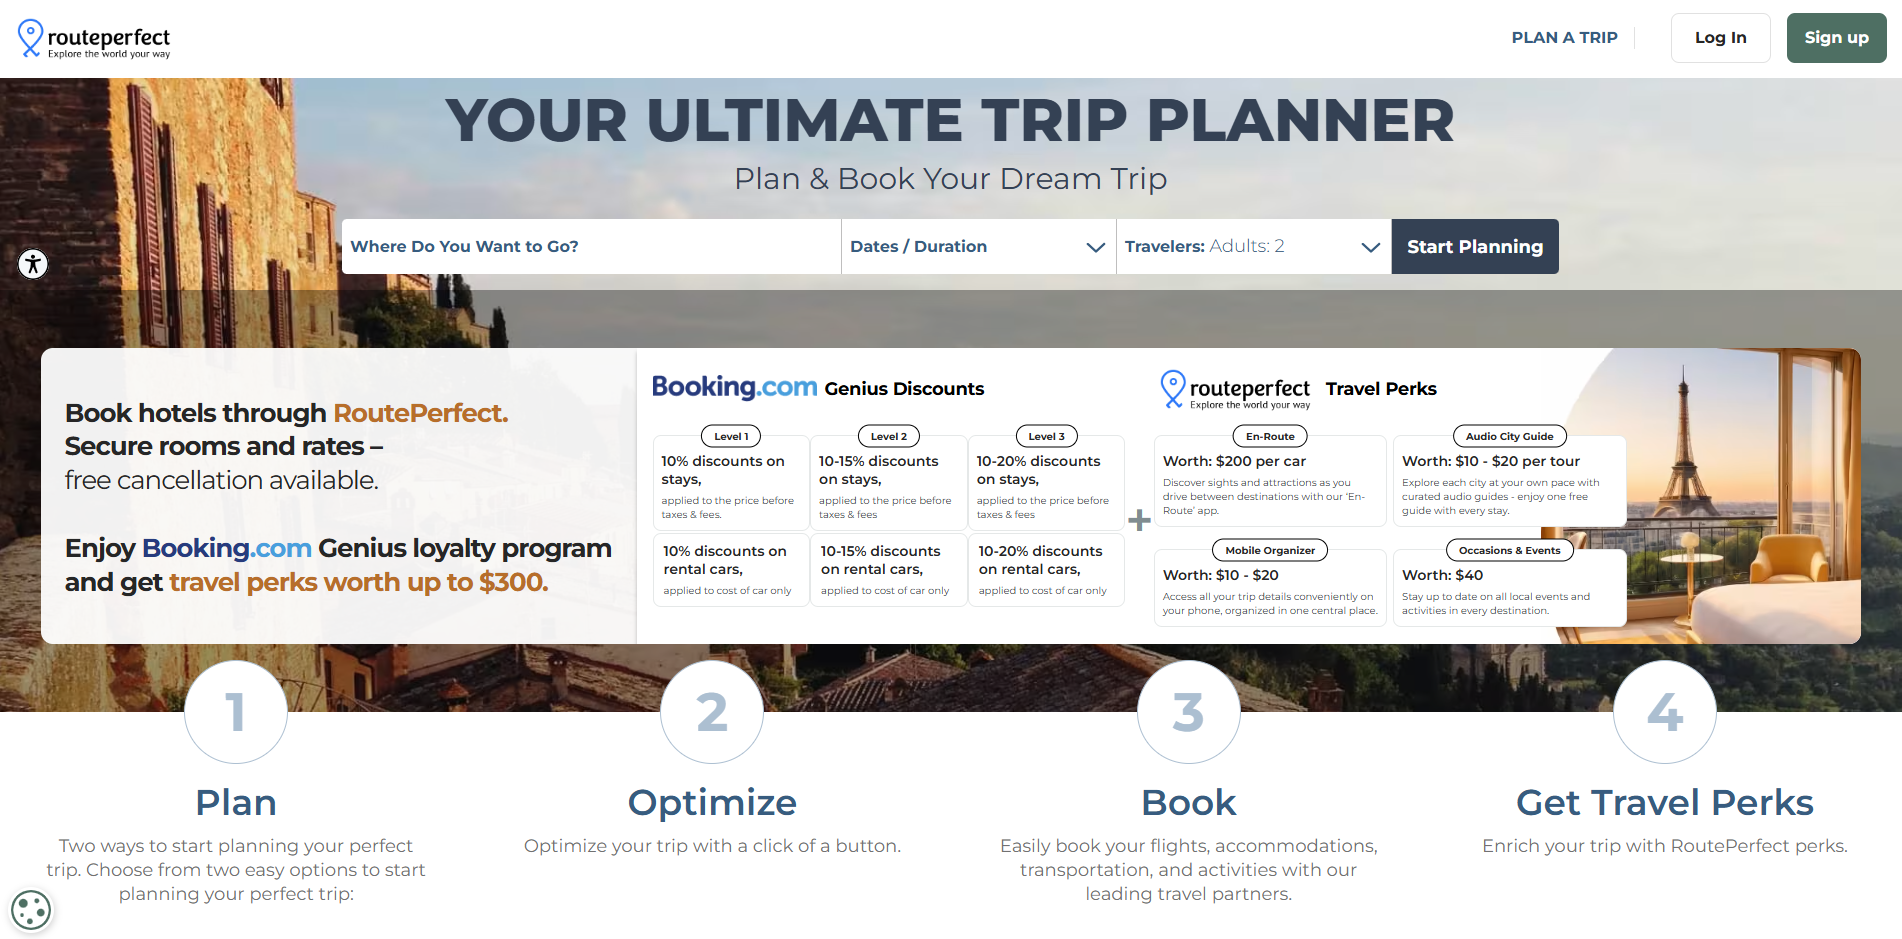 routeperfect
Explore the world your way
PLAN A TRIP
Log In
Sign up
YOUR ULTIMATE TRIP PLANNER
Plan & Book Your Dream Trip
Where Do You Want to Go?
Dates / Duration
Travelers: Adults: 2
Start Planning
Book hotels through RoutePerfect.
Secure rooms and rates –
free cancellation available.
Enjoy Booking.com Genius loyalty program
and get travel perks worth up to $300.
Booking.com Genius Discounts
Level 1
10% discounts on
stays,
applied to the price before
taxes & fees.
Level 2
10-15% discounts
on stays,
applied to the price before
taxes & fees
Level 3
10-20% discounts
on stays,
applied to the price before
taxes & fees
10% discounts on
rental cars,
applied to cost of car only
10-15% discounts
on rental cars,
applied to cost of car only
10-20% discounts
on rental cars,
applied to cost of car only
+
routeperfect
Explore the world your way
Travel Perks
En-Route
Worth: $200 per car
Discover sights and attractions as you
drive between destinations with our 'En-
Route' app.
Audio City Guide
Worth: $10 - $20 per tour
Explore each city at your own pace with
curated audio guides - enjoy one free
guide with every stay.
Mobile Organizer
Worth: $10 - $20
Access all your trip details conveniently on
your phone, organized in one central place.
Occasions & Events
Worth: $40
Stay up to date on all local events and
activities in every destination.
1
Plan
Two ways to start planning your perfect
trip. Choose from two easy options to start
planning your perfect trip:
2
Optimize
Optimize your trip with a click of a button.
3
Book
Easily book your flights, accommodations,
transportation, and activities with our
leading travel partners.
4
Get Travel Perks
Enrich your trip with RoutePerfect perks.